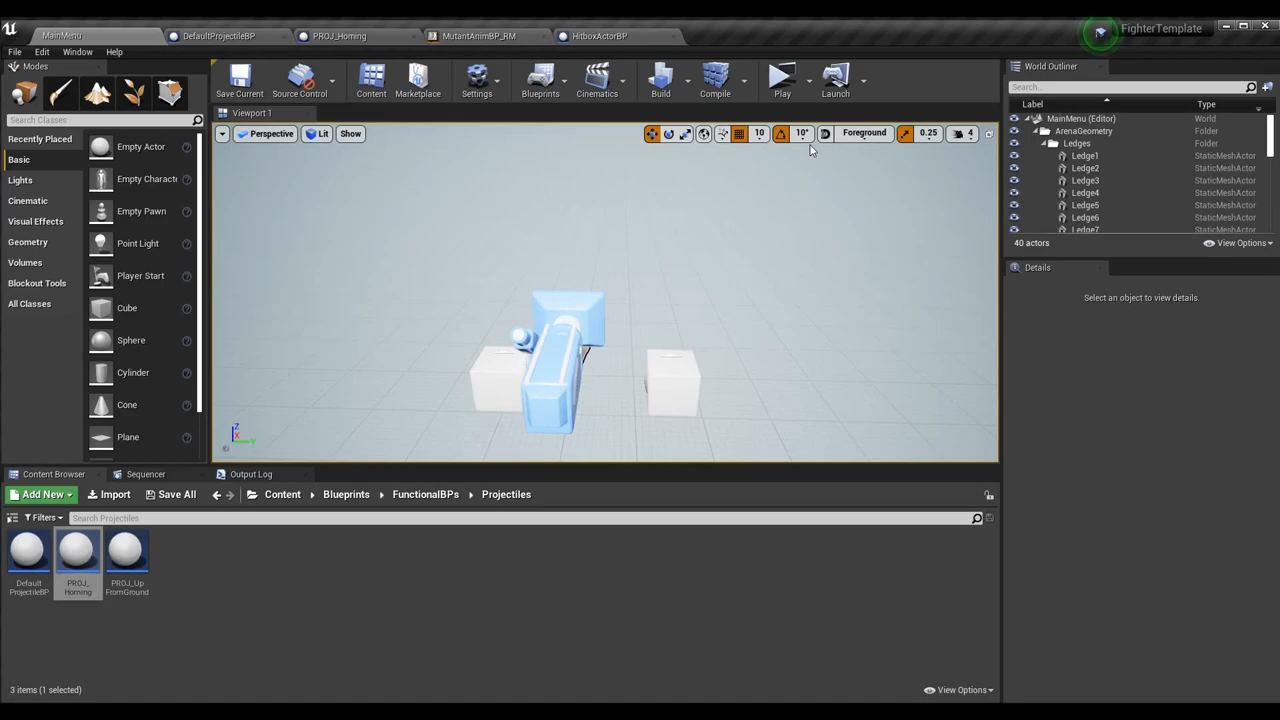 MainMenu
DefaultProjectileBP
PROJ_Horning
MutantAnimBP_RM
HitboxActorBP
FighterTemplate
File Edit Window Help
Modes
Search Classes
Recently Placed
Basic
Lights
Cinematic
Visual Effects
Geometry
Volumes
Blockout Tools
All Classes
Empty Actor
Empty Characte
Empty Pawn
Point Light
Player Start
Cube
Sphere
Cylinder
Cone
Plane
Save Current
Source Control
Content
Marketplace
Settings
Blueprints
Cinematics
Build
Compile
Play
Launch
Viewport 1
Perspective Lit Show
10 10° Foreground 0.25 4
Z
X
Y
World Outliner
Search...
Label Type
MainMenu (Editor) World
ArenaGeometry Folder
Ledges Folder
Ledge1 StaticMeshActor
Ledge2 StaticMeshActor
Ledge3 StaticMeshActor
Ledge4 StaticMeshActor
Ledge5 StaticMeshActor
Ledge6 StaticMeshActor
Ledge7 StaticMeshActor
40 actors View Options
Details
Select an object to view details.
Content Browser Sequencer Output Log
Add New Import Save All Content Blueprints FunctionalBPs Projectiles
Filters Search Projectiles
Default
ProjectileBP
PROJ_
Horning
PROJ_Up
FromGround
3 items (1 selected) View Options